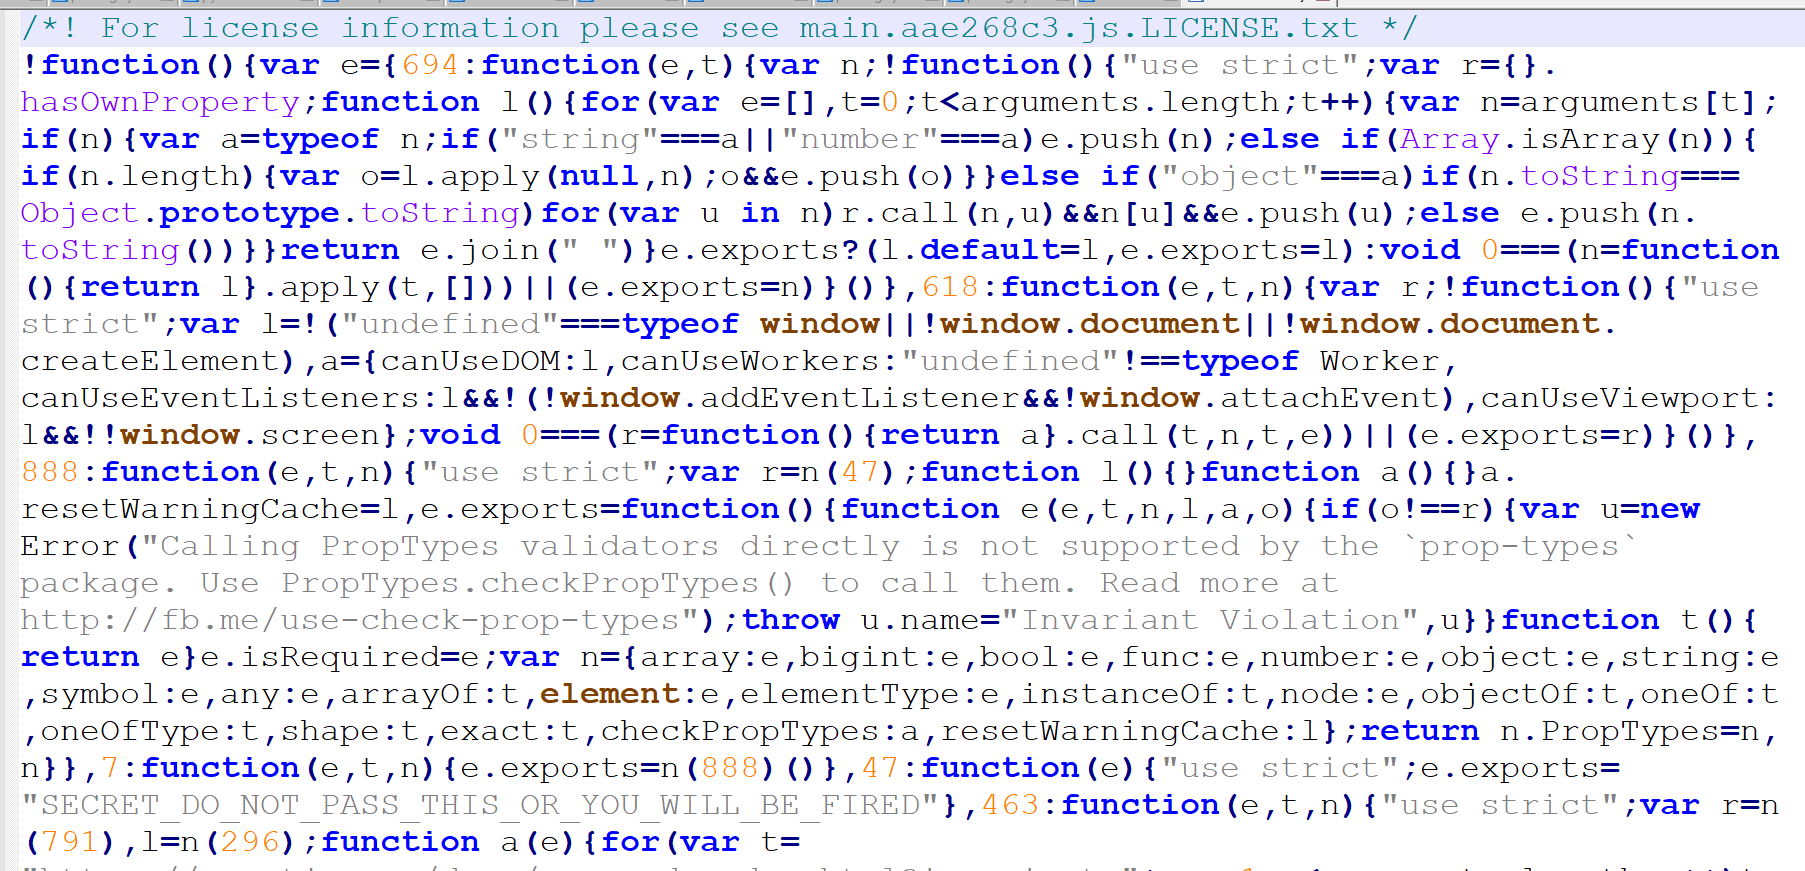 /*! For license information please see main.aae268c3.js.LICENSE.txt */
!function(){var e={694:function(e,t){var n;!function(){"use strict";var r={}.
hasOwnProperty;function l(){for(var e=[],t=0;t<arguments.length;t++){var n=arguments[t];
if(n){var a=typeof n;if("string"===a||"number"===a)e.push(n);else if(Array.isArray(n)){
if(n.length){var o=l.apply(null,n);o&&e.push(o)}}else if("object"===a)if(n.toString===
Object.prototype.toString)for(var u in n)r.call(n,u)&&n[u]&&e.push(u);else e.push(n.
toString())}}return e.join(" ")}e.exports?(l.default=l,e.exports=l):void 0===(n=function
(){return l}.apply(t,[]))||(e.exports=n)}()},618:function(e,t,n){var r;!function(){"use
strict";var l=!("undefined"===typeof window||!window.document||!window.document.
createElement),a={canUseDOM:l,canUseWorkers:"undefined"!==typeof Worker,
canUseEventListeners:l&&!(!window.addEventListener&&!window.attachEvent),canUseViewport:
l&&!!window.screen};void 0===(r=function(){return a}.call(t,n,t,e))||(e.exports=r)}()},
888:function(e,t,n){"use strict";var r=n(47);function l(){}function a(){}a.
resetWarningCache=l,e.exports=function(){function e(e,t,n,l,a,o){if(o!==r){var u=new
Error("Calling PropTypes validators directly is not supported by the `prop-types`
package. Use PropTypes.checkPropTypes() to call them. Read more at
http://fb.me/use-check-prop-types");throw u.name="Invariant Violation",u}}function t(){
return e}e.isRequired=e;var n={array:e,bigint:e,bool:e,func:e,number:e,object:e,string:e
,symbol:e,any:e,arrayOf:t,element:e,elementType:e,instanceOf:t,node:e,objectOf:t,oneOf:t
,oneOfType:t,shape:t,exact:t,checkPropTypes:a,resetWarningCache:l};return n.PropTypes=n,
n}},7:function(e,t,n){e.exports=n(888)()},47:function(e){"use strict";e.exports=
"SECRET_DO_NOT_PASS_THIS_OR_YOU_WILL_BE_FIRED"},463:function(e,t,n){"use strict";var r=n
(791),l=n(296);function a(e){for(var t=